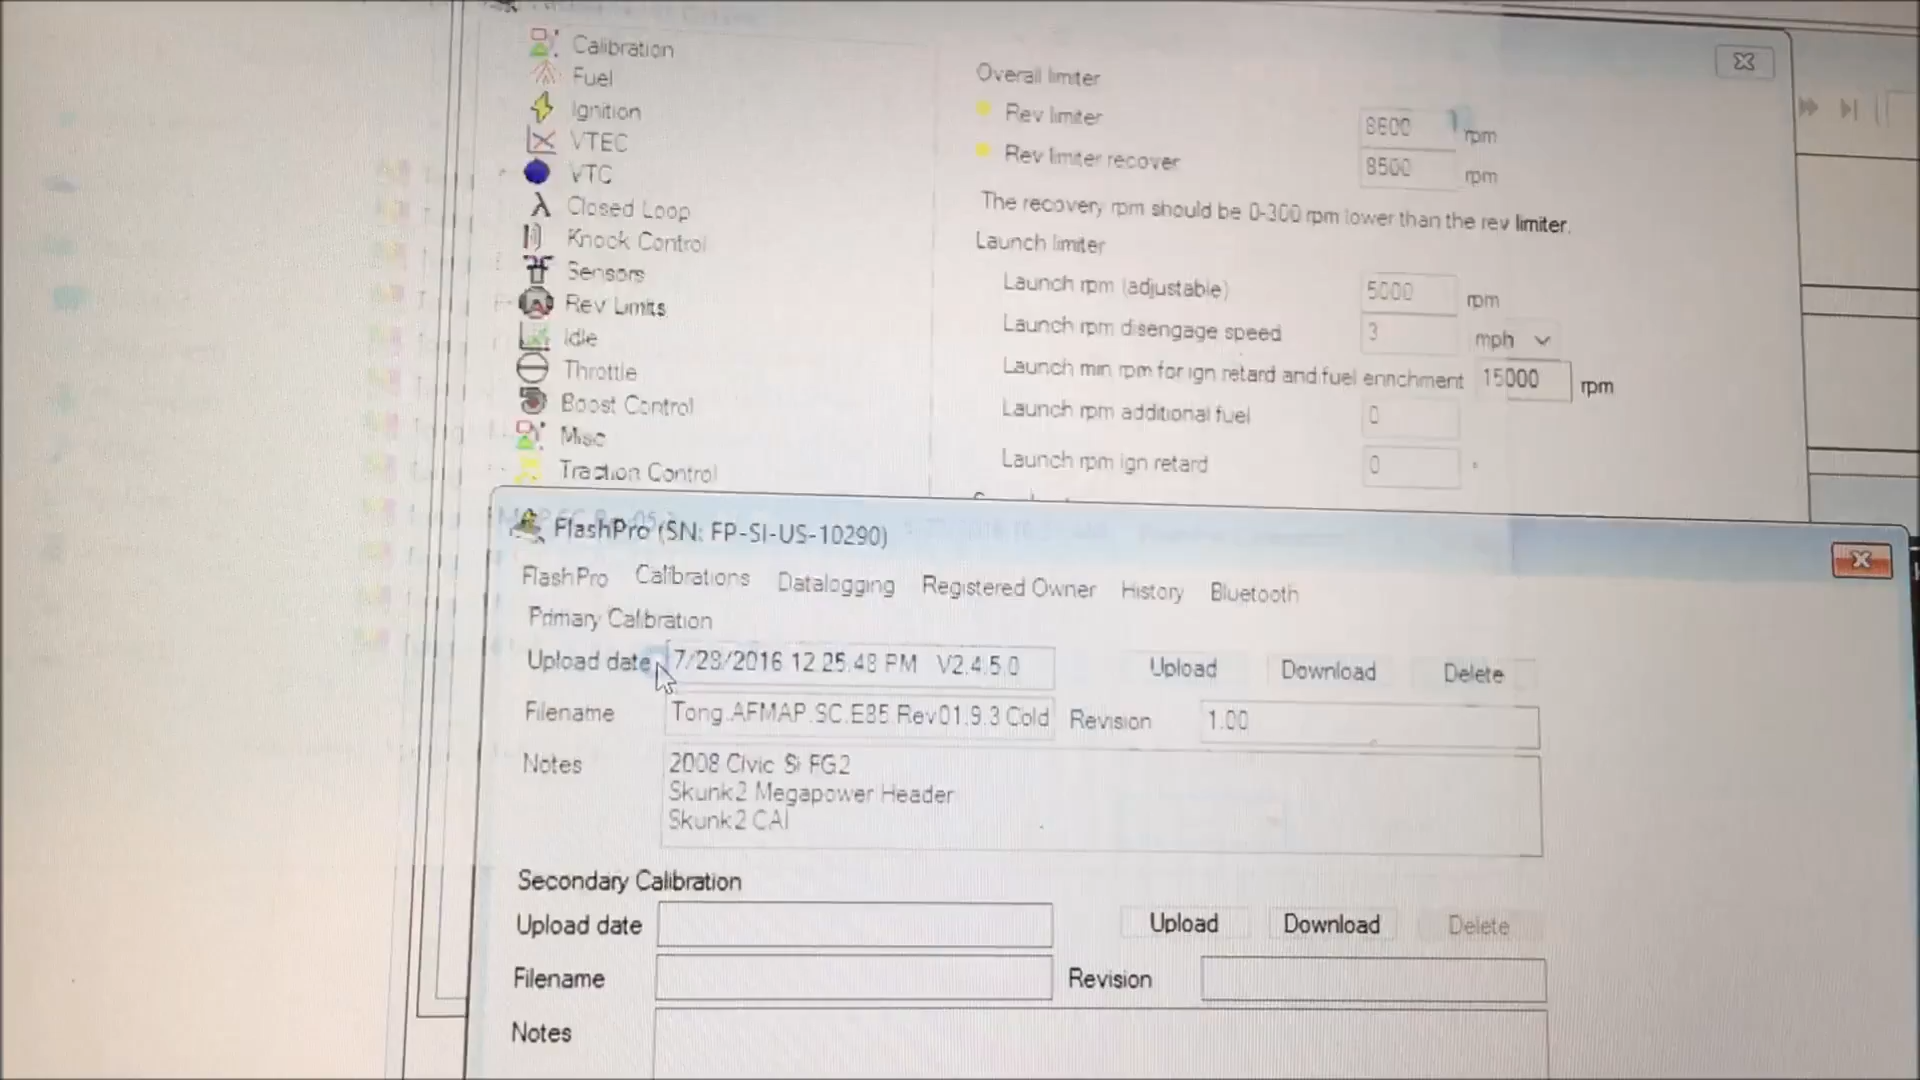 Calibration
Fuel
Ignition
VTEC
VTC
Closed Loop
Knock Control
Sensors
Rev Limits
Idle
Throttle
Boost Control
Misc
Traction Control
Overall limiter
Rev limiter 8600 rpm
Rev limiter recover 8500 rpm
The recovery rpm should be 0-300 rpm lower than the rev limiter.
Launch limiter
Launch rpm (adjustable) 5000 rpm
Launch rpm disengage speed 3 mph
Launch min rpm for ign retard and fuel enrichment 15000 rpm
Launch rpm additional fuel 0
Launch rpm ign retard 0 °
FlashPro (SN: FP-SI-US-10290)
FlashPro Calibrations Datalogging Registered Owner History Bluetooth
Primary Calibration
Upload date 7/28/2016 12:25:48 PM V2.4.5.0 Upload Download Delete
Filename Tong.AFMAP.SC.E85 Rev01.9.3 Cold Revision 1.00
Notes 2008 Civic Si FG2
Skunk2 Megapower Header
Skunk2 CAI
Secondary Calibration
Upload date Upload Download Delete
Filename Revision
Notes